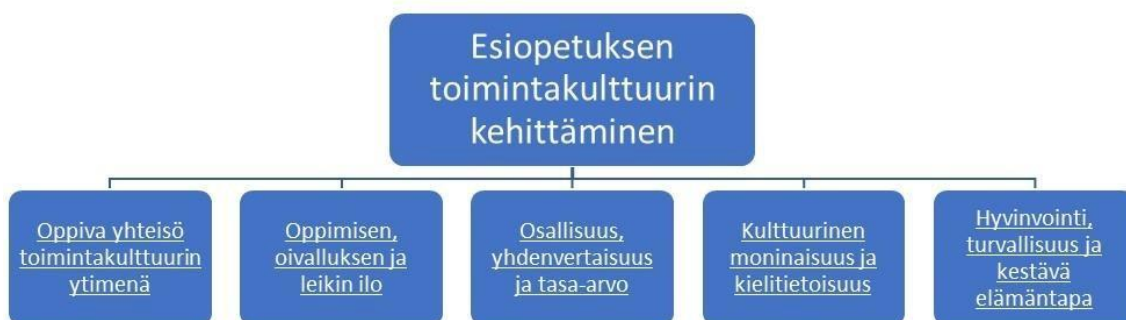 Esiopetuksen
toimintakulttuurin
kehittäminen
Oppiva yhteisö
toimintakulttuurin
ytimenä
Oppimisen,
oivalluksen ja
leikin ilo
Osallisuus,
yhdenvertaisuus
ja tasa-arvo
Kulttuurinen
moninaisuus ja
kielitietoisuus
Hyvinvointi,
turvallisuus ja
kestävä
elämäntapa